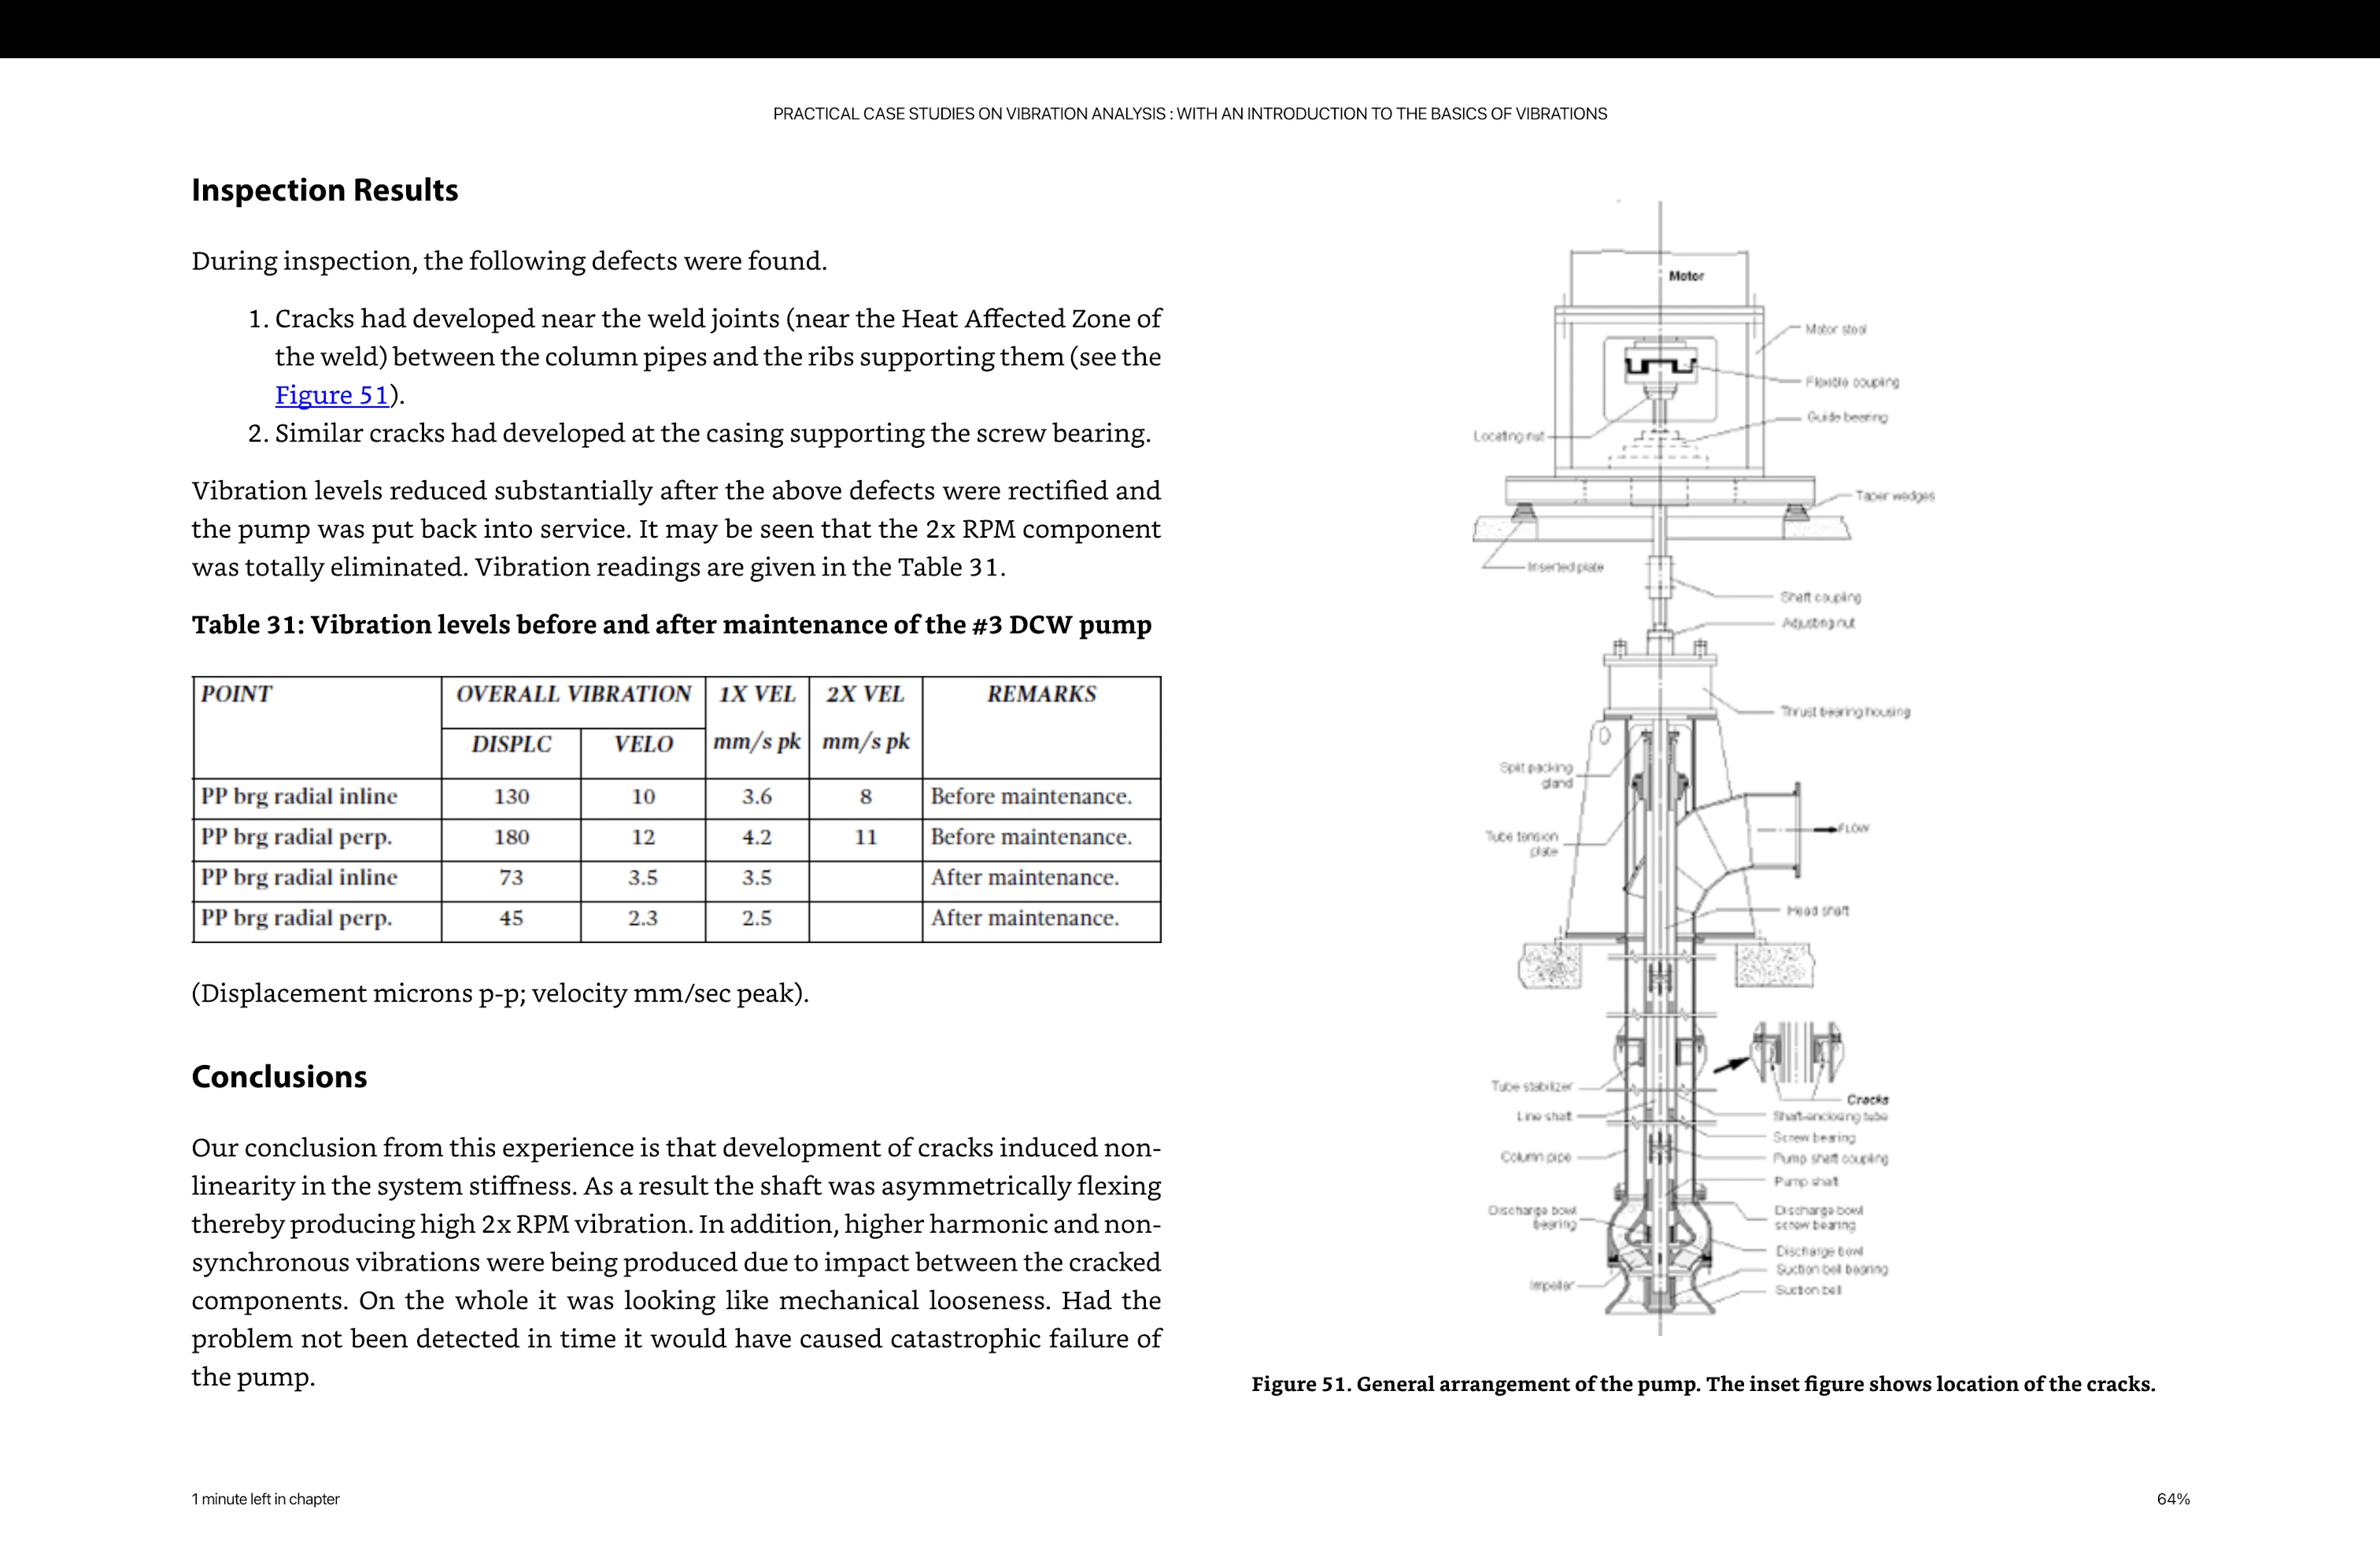 PRACTICAL CASE STUDIES ON VIBRATION ANALYSIS : WITH AN INTRODUCTION TO THE BASICS OF VIBRATIONS
Inspection Results
During inspection, the following defects were found.
1. Cracks had developed near the weld joints (near the Heat Affected Zone of
the weld) between the column pipes and the ribs supporting them (see the
Figure 51).
2. Similar cracks had developed at the casing supporting the screw bearing.
Vibration levels reduced substantially after the above defects were rectified and
the pump was put back into service. It may be seen that the 2x RPM component
was totally eliminated. Vibration readings are given in the Table 31.
Table 31: Vibration levels before and after maintenance of the #3 DCW pump
POINT OVERALL VIBRATION 1X VEL 2X VEL REMARKS
DISPLC VELO mm/s pk mm/s pk
PP brg radial inline 130 10 3.6 8 Before maintenance.
PP brg radial perp. 180 12 4.2 11 Before maintenance.
PP brg radial inline 73 3.5 3.5 After maintenance.
PP brg radial perp. 45 2.3 2.5 After maintenance.
(Displacement microns p-p; velocity mm/sec peak).
Conclusions
Our conclusion from this experience is that development of cracks induced non-
linearity in the system stiffness. As a result the shaft was asymmetrically flexing
thereby producing high 2x RPM vibration. In addition, higher harmonic and non-
synchronous vibrations were being produced due to impact between the cracked
components. On the whole it was looking like mechanical looseness. Had the
problem not been detected in time it would have caused catastrophic failure of
the pump.
Motor
Motor stool
Flexible coupling
Guide bearing
Locating nut
Taper wedges
Inserted plate
Shaft coupling
Adjusting nut
Thrust bearing housing
Split packing
gland
Tube tension
plate
FLOW
Head shaft
Cracks
Tube stabilizer
Line shaft
Shaft-enclosing tube
Screw bearing
Column pipe
Pump shaft coupling
Pump shaft
Discharge bowl
bearing
Discharge bowl
screw bearing
Discharge bowl
Suction bell bearing
Impeller
Suction bell
Figure 51. General arrangement of the pump. The inset figure shows location of the cracks.
1 minute left in chapter
64%